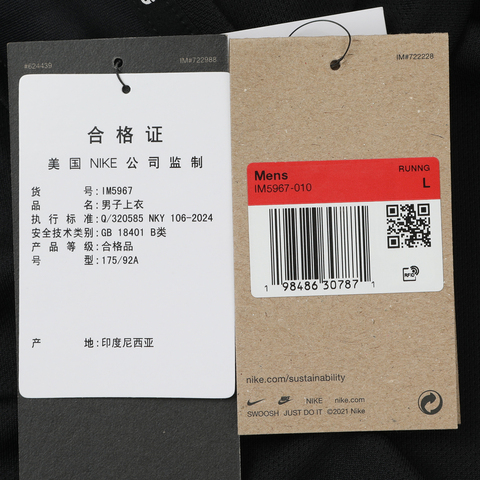 #624439
IM#722988
合格证
美国 NIKE 公司监制
货号: IM5967
品名: 男子上衣
执行标准: Q/320585 NKY 106-2024
安全技术类别: GB 18401 B类
产品等级: 合格品
号型: 175/92A
产地: 印度尼西亚
IM#722228
Mens
RUNNG
IM5967-010
L
1 98486 30787 1
RFID
nike.com/sustainability
NIKE nike.com
SWOOSH JUST DO IT ©2021 Nike